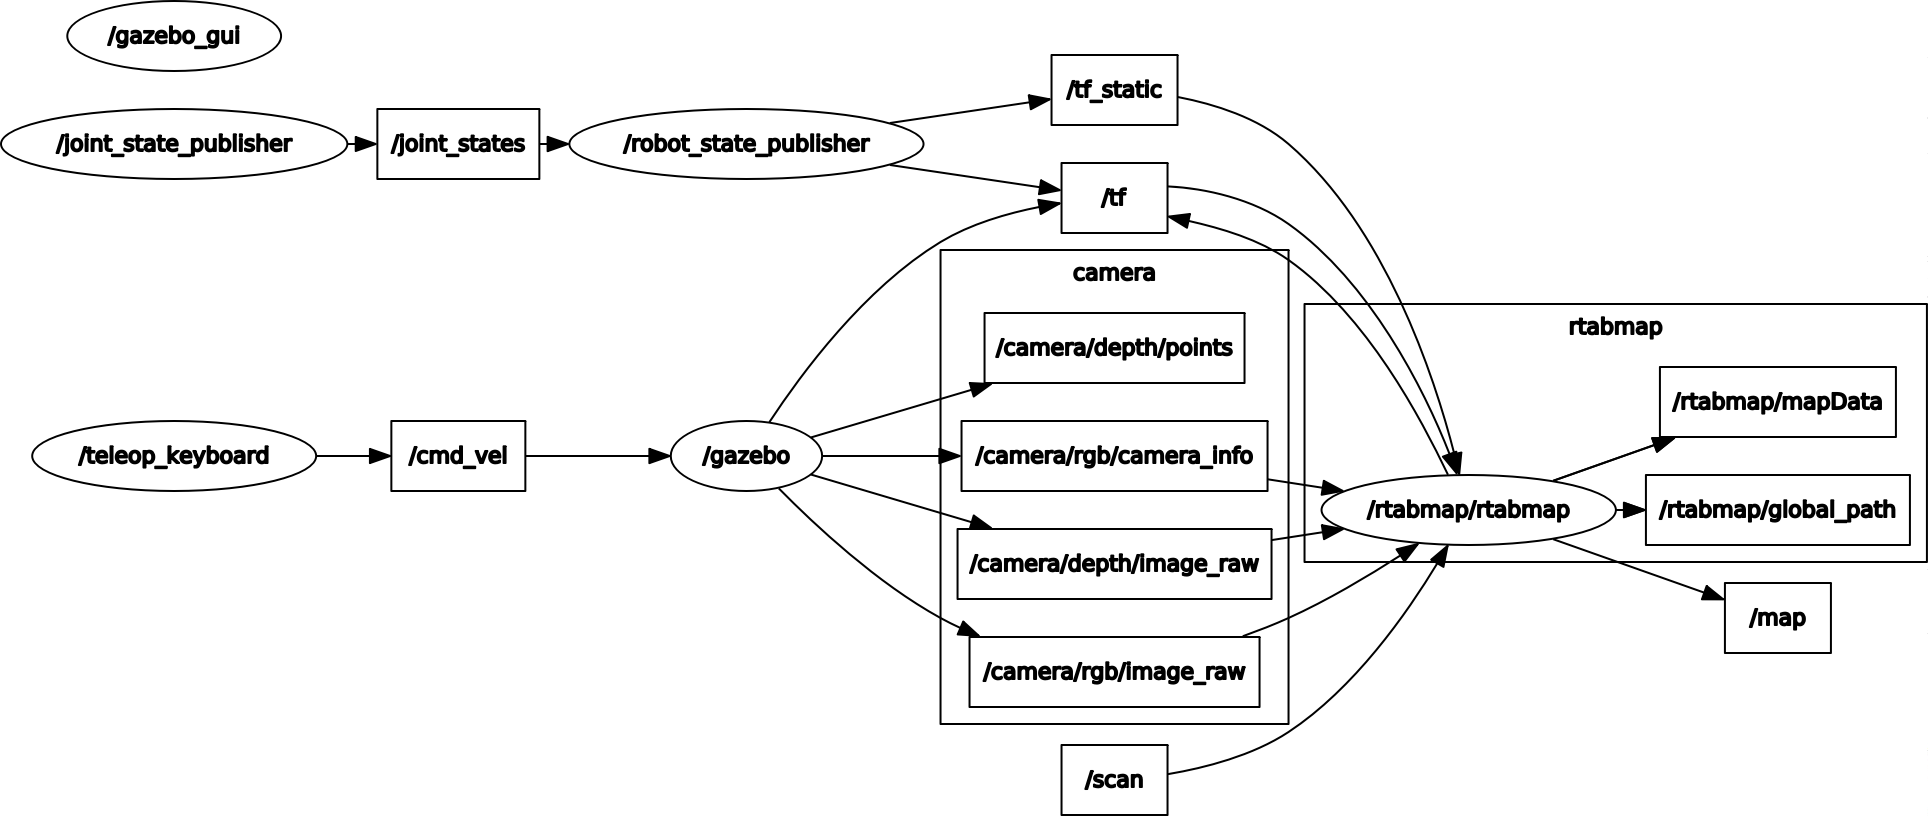 /gazebo_gui
/tf_static
/joint_state_publisher
/joint_states
/robot_state_publisher
/tf
camera
rtabmap
/camera/depth/points
/rtabmap/mapData
/teleop_keyboard
/cmd_vel
/gazebo
/camera/rgb/camera_info
/rtabmap/rtabmap
/rtabmap/global_path
/camera/depth/image_raw
/map
/camera/rgb/image_raw
/scan